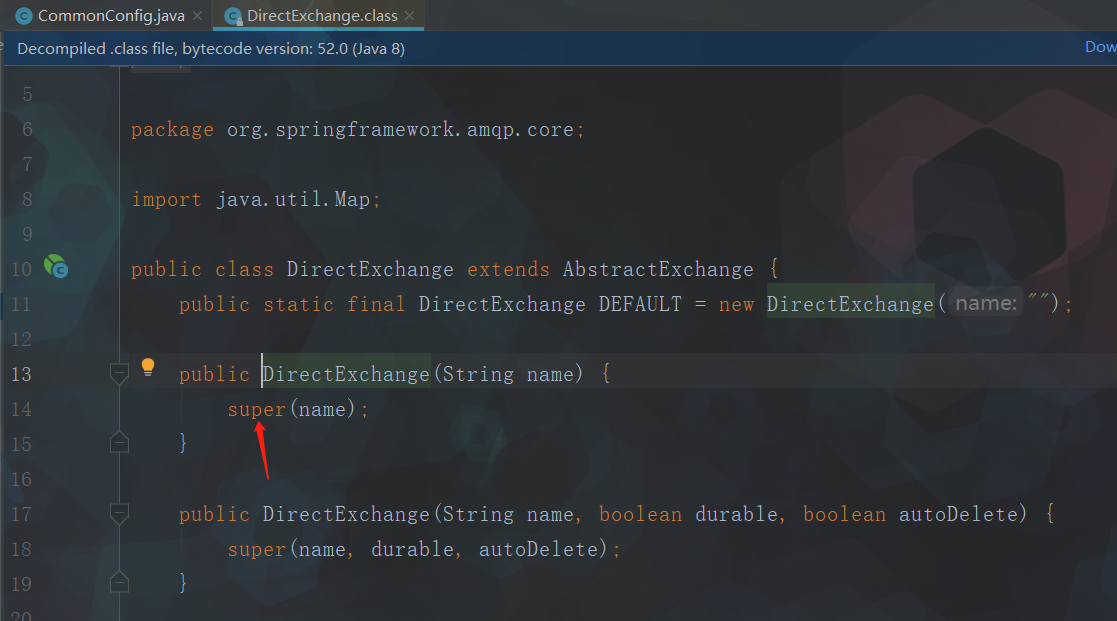 CommonConfig.java × DirectExchange.class ×
Decompiled .class file, bytecode version: 52.0 (Java 8) Dow
5
6 package org.springframework.amqp.core;
7
8 import java.util.Map;
9
10 public class DirectExchange extends AbstractExchange {
11 public static final DirectExchange DEFAULT = new DirectExchange( name: "");
12
13 public DirectExchange(String name) {
14 super(name);
15 }
16
17 public DirectExchange(String name, boolean durable, boolean autoDelete) {
18 super(name, durable, autoDelete);
19 }
20